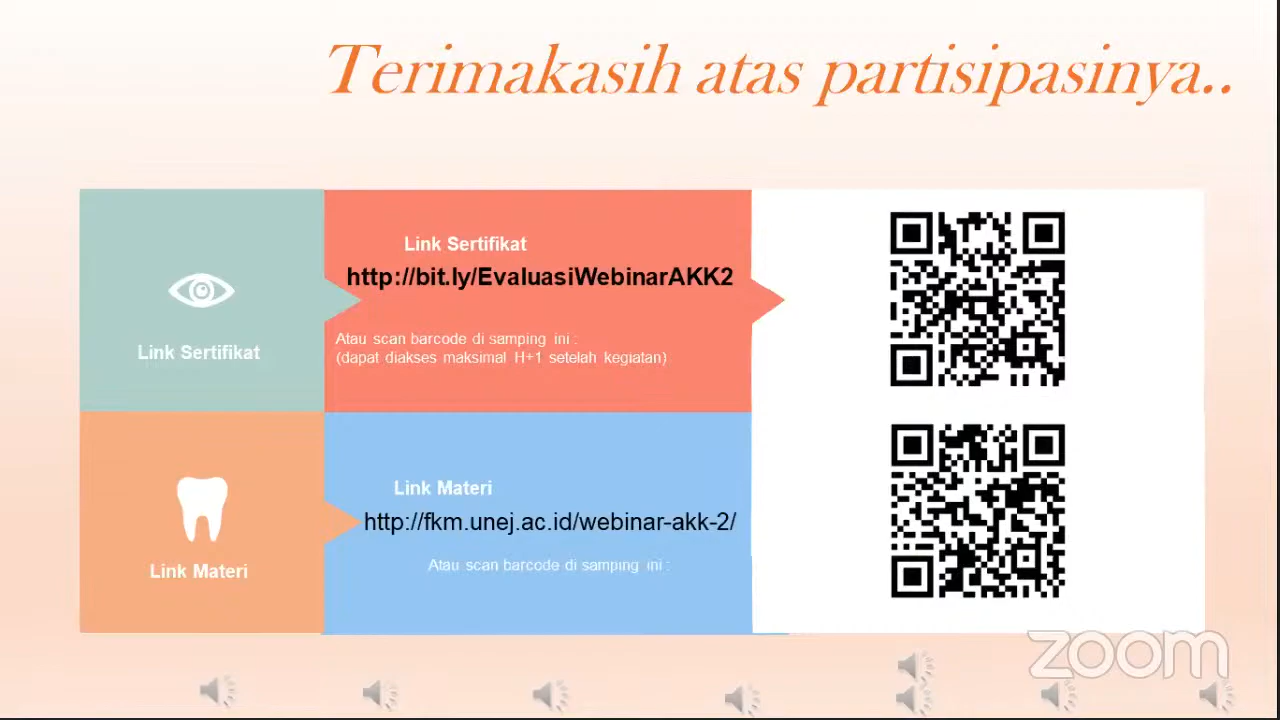 Terimakasih atas partisipasinya..
Link Sertifikat
Link Sertifikat
http://bit.ly/EvaluasiWebinarAKK2
Atau scan barcode di samping ini :
(dapat diakses maksimal H+1 setelah kegiatan)
Link Materi
Link Materi
http://fkm.unej.ac.id/webinar-akk-2/
Atau scan barcode di samping ini :
zoom